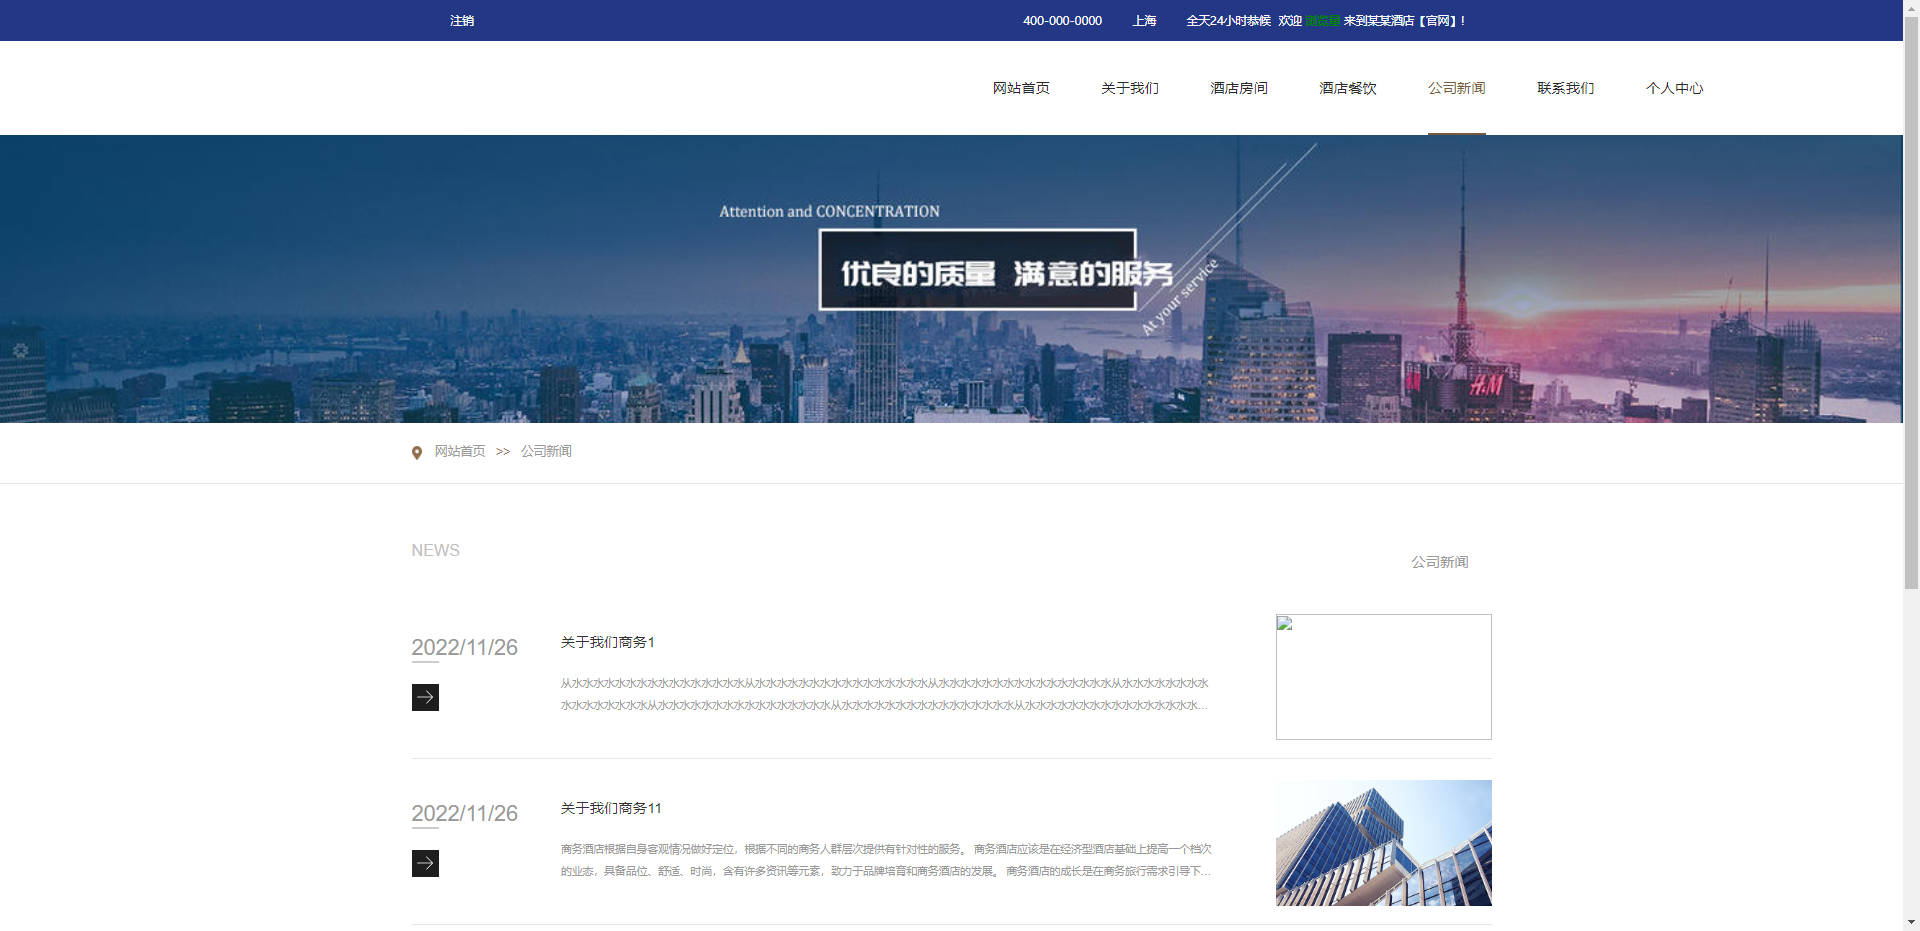 注销
400-000-0000 上海 全天24小时恭候 欢迎 来到某某酒店【官网】！
网站首页 关于我们 酒店房间 酒店餐饮 公司新闻 联系我们 个人中心
Attention and CONCENTRATION
优良的质量 满意的服务
At your service
H&M
网站首页 >> 公司新闻
NEWS
公司新闻
2022/11/26
关于我们商务1
从水水水水水水水水水水水水水水水水从水水水水水水水水水水水水水水水水从水水水水水水水水水水水水水水水水从水水水水水水水水
水水水水水水水水从水水水水水水水水水水水水水水水水从水水水水水水水水水水水水水水水水从水水水水水水水水水水水水水水水水...
2022/11/26
关于我们商务11
商务酒店根据自身客观情况做好定位，根据不同的商务人群层次提供有针对性的服务。 商务酒店应该是在经济型酒店基础上提高一个档次
的业态，具备品位、舒适、时尚，含有许多资讯等元素，致力于品牌培育和商务酒店的发展。 商务酒店的成长是在商务旅行需求引导下...